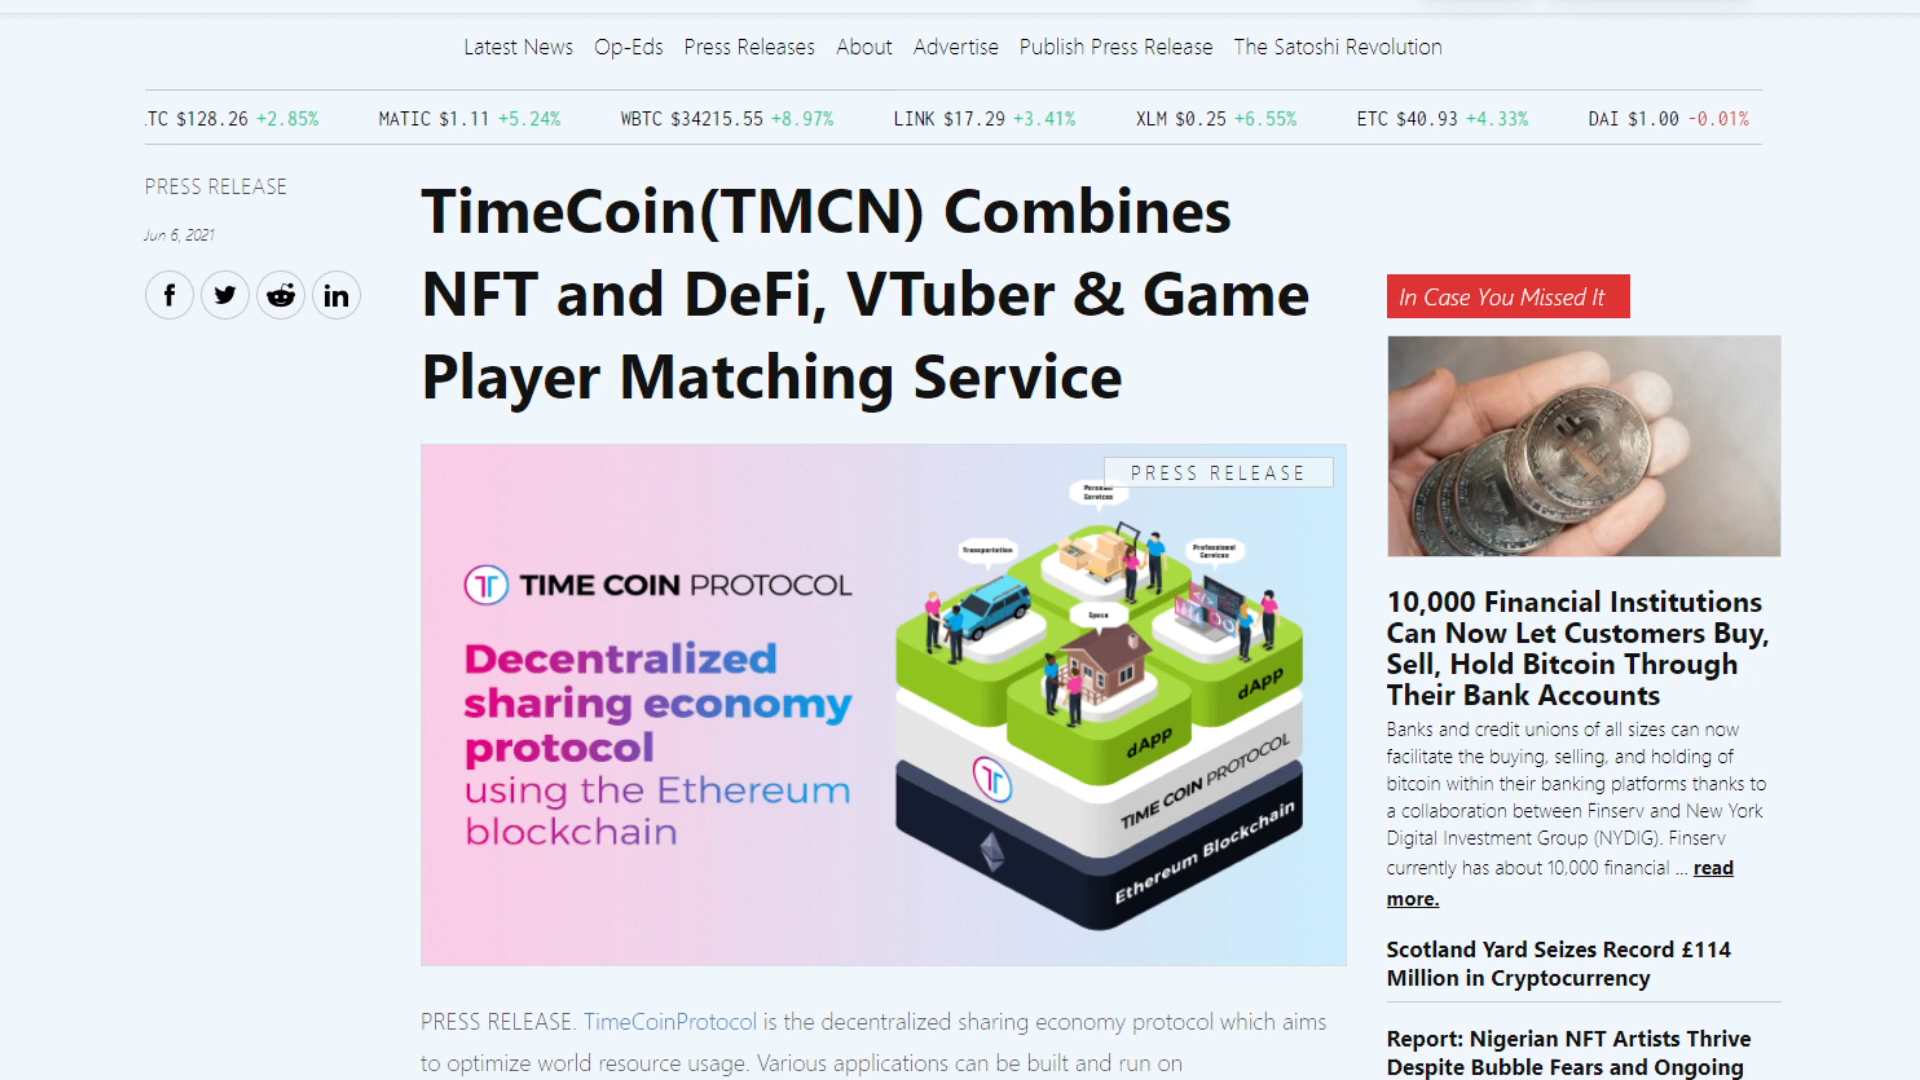 Latest News Op-Eds Press Releases About Advertise Publish Press Release The Satoshi Revolution
.TC $128.26 +2.85% MATIC $1.11 +5.24% WBTC $34215.55 +8.97% LINK $17.29 +3.41% XLM $0.25 +6.55% ETC $40.93 +4.33% DAI $1.00 -0.01%
PRESS RELEASE
Jun 6, 2021
TimeCoin(TMCN) Combines
NFT and DeFi, VTuber & Game
Player Matching Service
PRESS RELEASE
Personal
Services
Transportation
Professional
Services
Space
TIME COIN PROTOCOL
Decentralized
sharing economy
protocol
using the Ethereum
blockchain
dApp
dApp
TIME COIN PROTOCOL
Ethereum Blockchain
PRESS RELEASE. TimeCoinProtocol is the decentralized sharing economy protocol which aims
to optimize world resource usage. Various applications can be built and run on
In Case You Missed It
10,000 Financial Institutions
Can Now Let Customers Buy,
Sell, Hold Bitcoin Through
Their Bank Accounts
Banks and credit unions of all sizes can now
facilitate the buying, selling, and holding of
bitcoin within their banking platforms thanks to
a collaboration between Finserv and New York
Digital Investment Group (NYDIG). Finserv
currently has about 10,000 financial ... read
more.
Scotland Yard Seizes Record £114
Million in Cryptocurrency
Report: Nigerian NFT Artists Thrive
Despite Bubble Fears and Ongoing